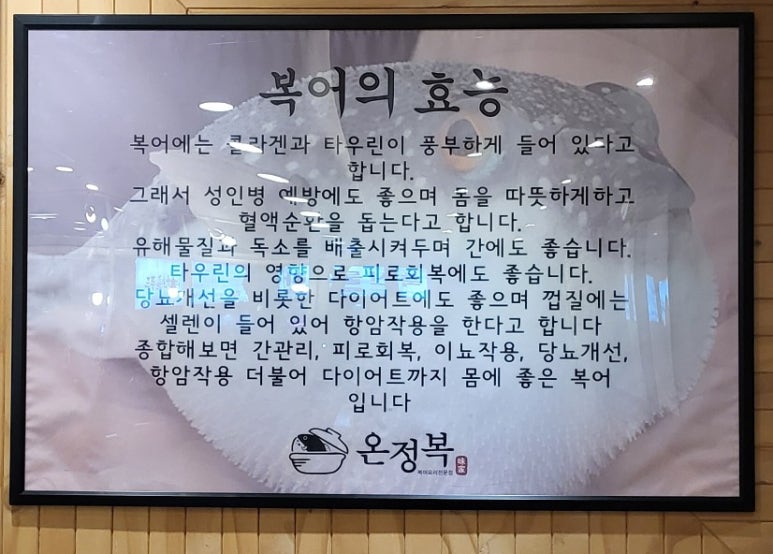 복어의 효능
복어에는 콜라겐과 타우린이 풍부하게 들어 있다고
합니다.
그래서 성인병 예방에도 좋으며 몸을 따뜻하게하고
혈액순환을 돕는다고 합니다.
유해물질과 독소를 배출시켜두며 간에도 좋습니다.
타우린의 영향으로 피로회복에도 좋습니다.
당뇨개선을 비롯한 다이어트에도 좋으며 껍질에는
셀렌이 들어 있어 항암작용을 한다고 합니다
종합해보면 간관리, 피로회복, 이뇨작용, 당뇨개선,
항암작용 더불어 다이어트까지 몸에 좋은 복어
입니다
온정복
복어요리전문점
味家